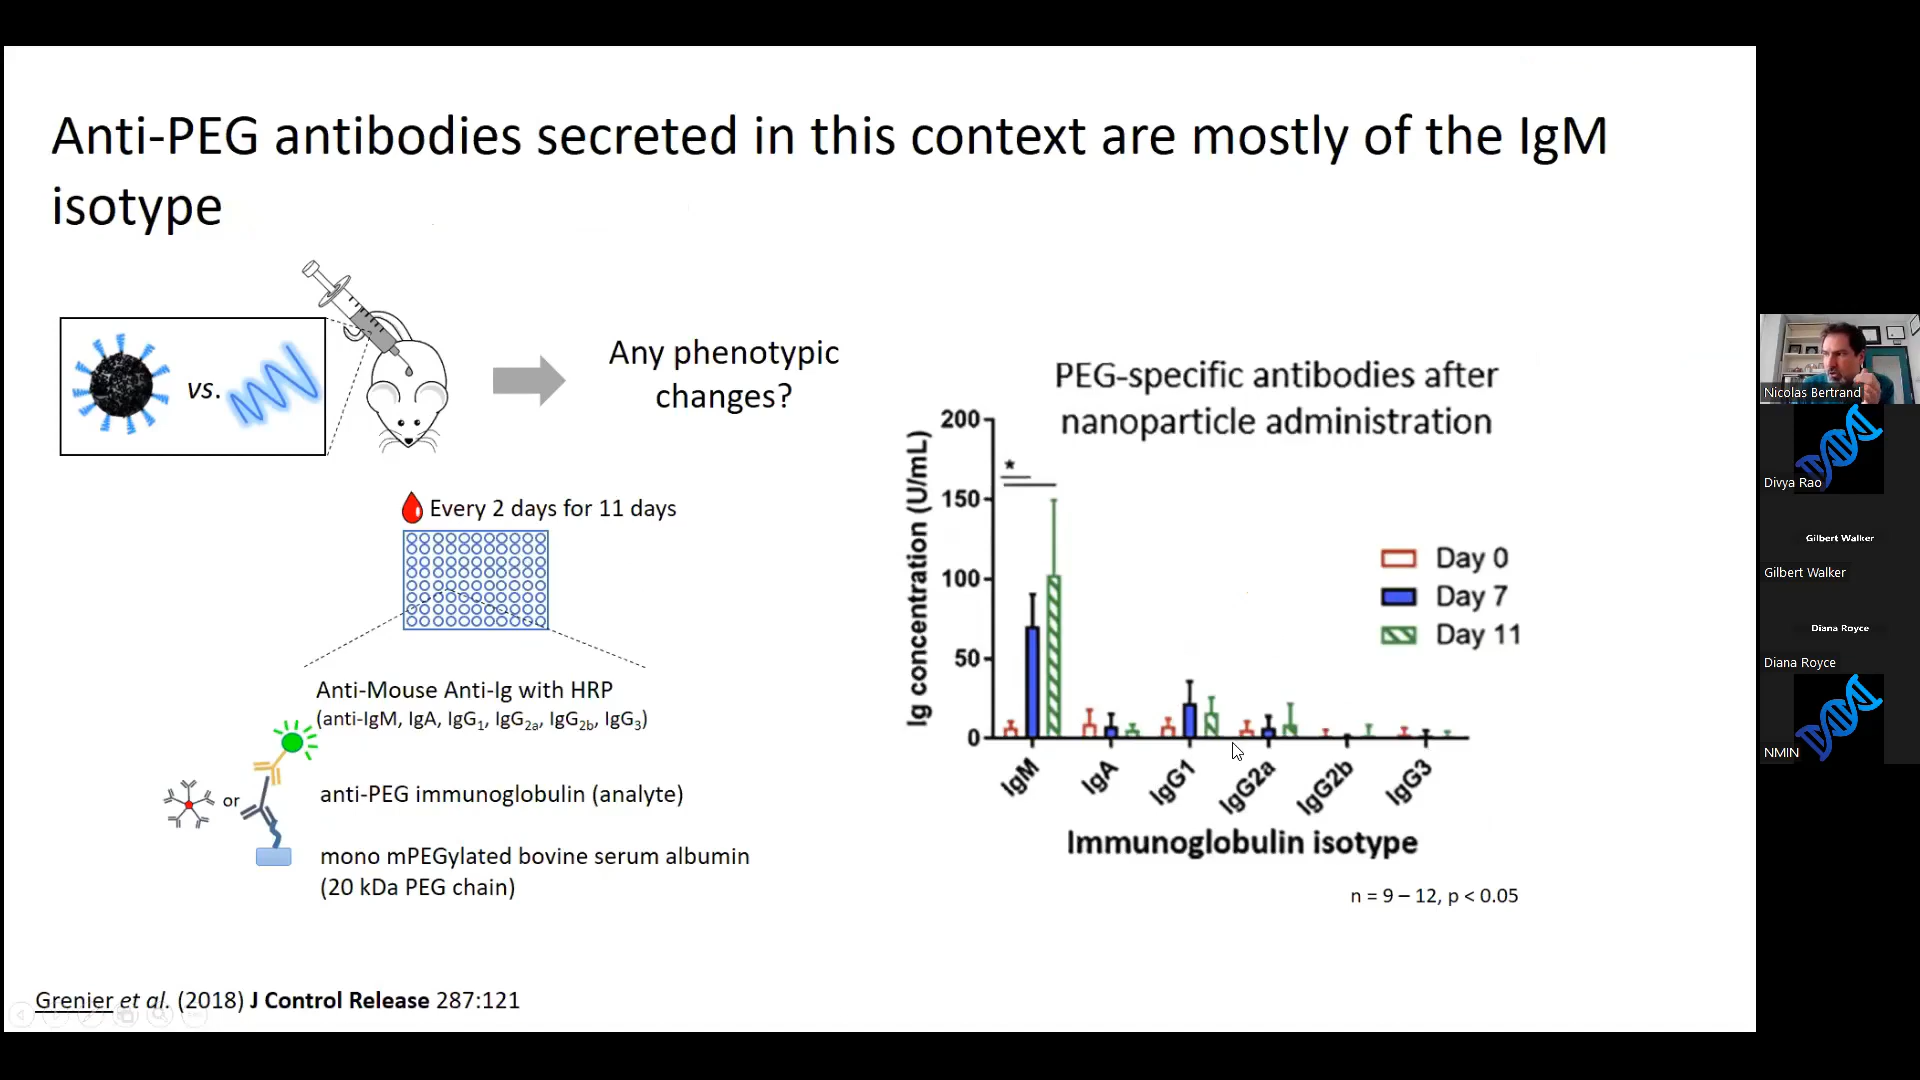 Anti-PEG antibodies secreted in this context are mostly of the IgM
isotype
vs.
Any phenotypic
changes?
Every 2 days for 11 days
Anti-Mouse Anti-Ig with HRP
(anti-IgM, IgA, IgG1, IgG2a, IgG2b, IgG3)
or
anti-PEG immunoglobulin (analyte)
mono mPEGylated bovine serum albumin
(20 kDa PEG chain)
PEG-specific antibodies after
nanoparticle administration
Ig concentration (U/mL)
200
150
100
50
0
*
Day 0
Day 7
Day 11
IgM
IgA
IgG1
IgG2a
IgG2b
IgG3
Immunoglobulin isotype
n = 9 – 12, p < 0.05
Grenier et al. (2018) J Control Release 287:121
Nicolas Bertrand
Divya Rao
Gilbert Walker
Gilbert Walker
Diana Royce
Diana Royce
NMIN